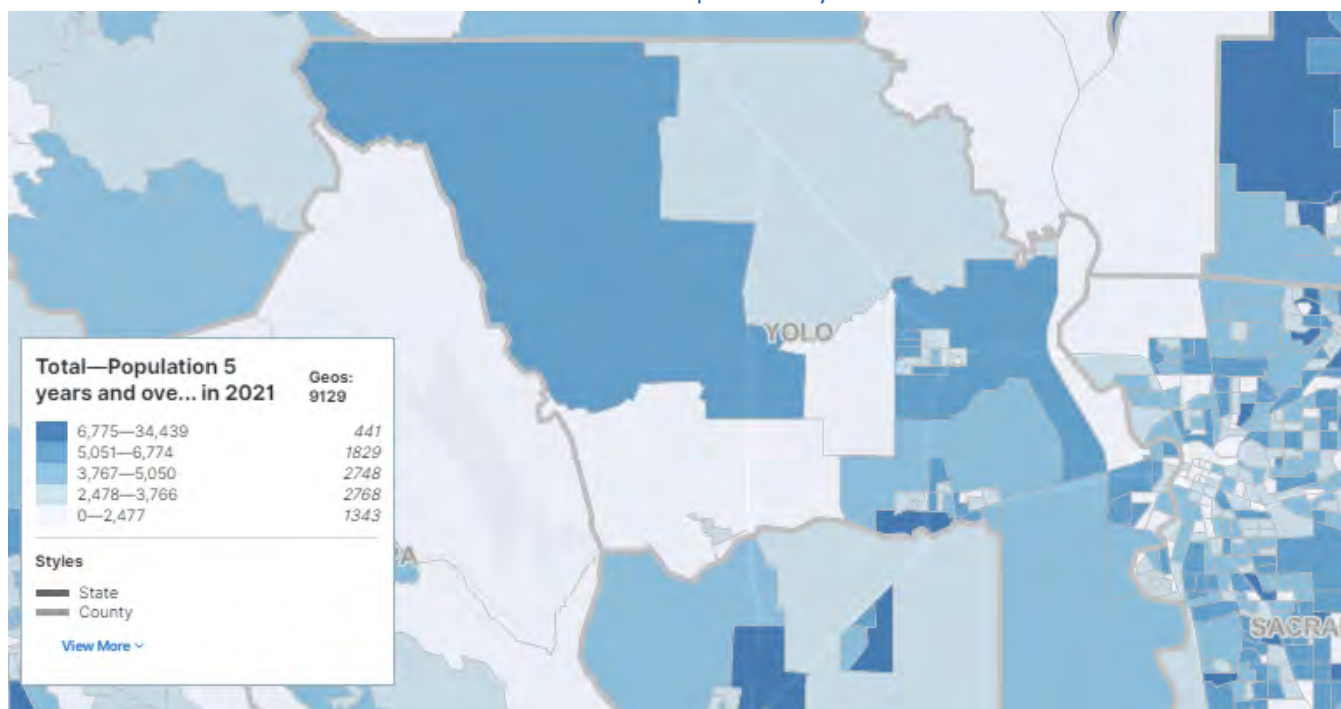 YOLO
Total—Population 5
years and ove... in 2021
Geos:
9129
6,775—34,439 441
5,051—6,774 1829
3,767—5,050 2748
2,478—3,766 2768
0—2,477 1343
Styles
State
County
View More
PA
SACRA